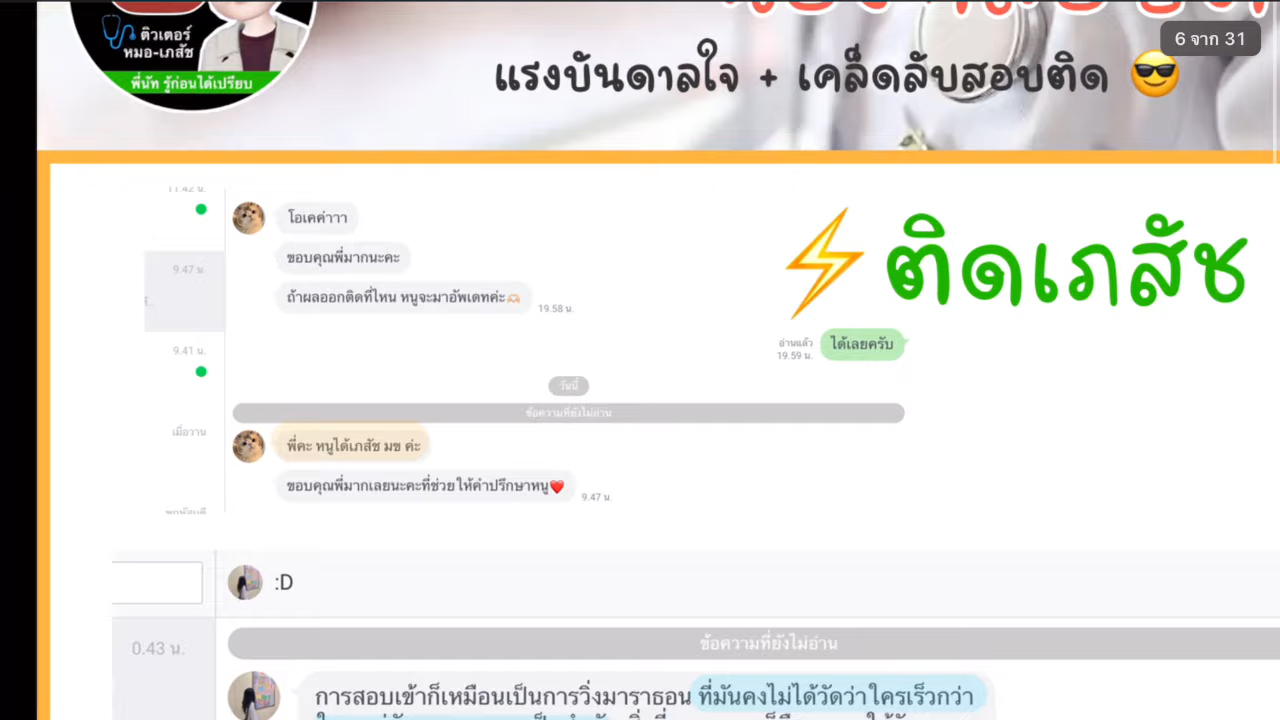 6 จาก 31
ติวเตอร์
หมอ-เภสัช
พี่นัท รู้ก่อนได้เปรียบ
แรงบันดาลใจ + เคล็ดลับสอบติด 😎
11.42 น.
โอเคค่าาา
9.47 น.
ขอบคุณพี่มากนะคะ
ถ้าผลออกติดที่ไหน หนูจะมาอัพเดทค่ะ🫶🏻
19.58 น.
⚡ติดเภสัช
9.41 น.
อ่านแล้ว
19.59 น.
ได้เลยครับ
วันนี้
ข้อความที่ยังไม่อ่าน
เมื่อวาน
พี่คะ หนูได้เภสัช มข ค่ะ
ขอบคุณพี่มากเลยนะคะที่ช่วยให้คำปรึกษาหนู❤️
9.47 น.
:D
0.43 น.
ข้อความที่ยังไม่อ่าน
การสอบเข้าก็เหมือนเป็นการวิ่งมาราธอน ที่มันคงไม่ได้วัดว่าใครเร็วกว่า